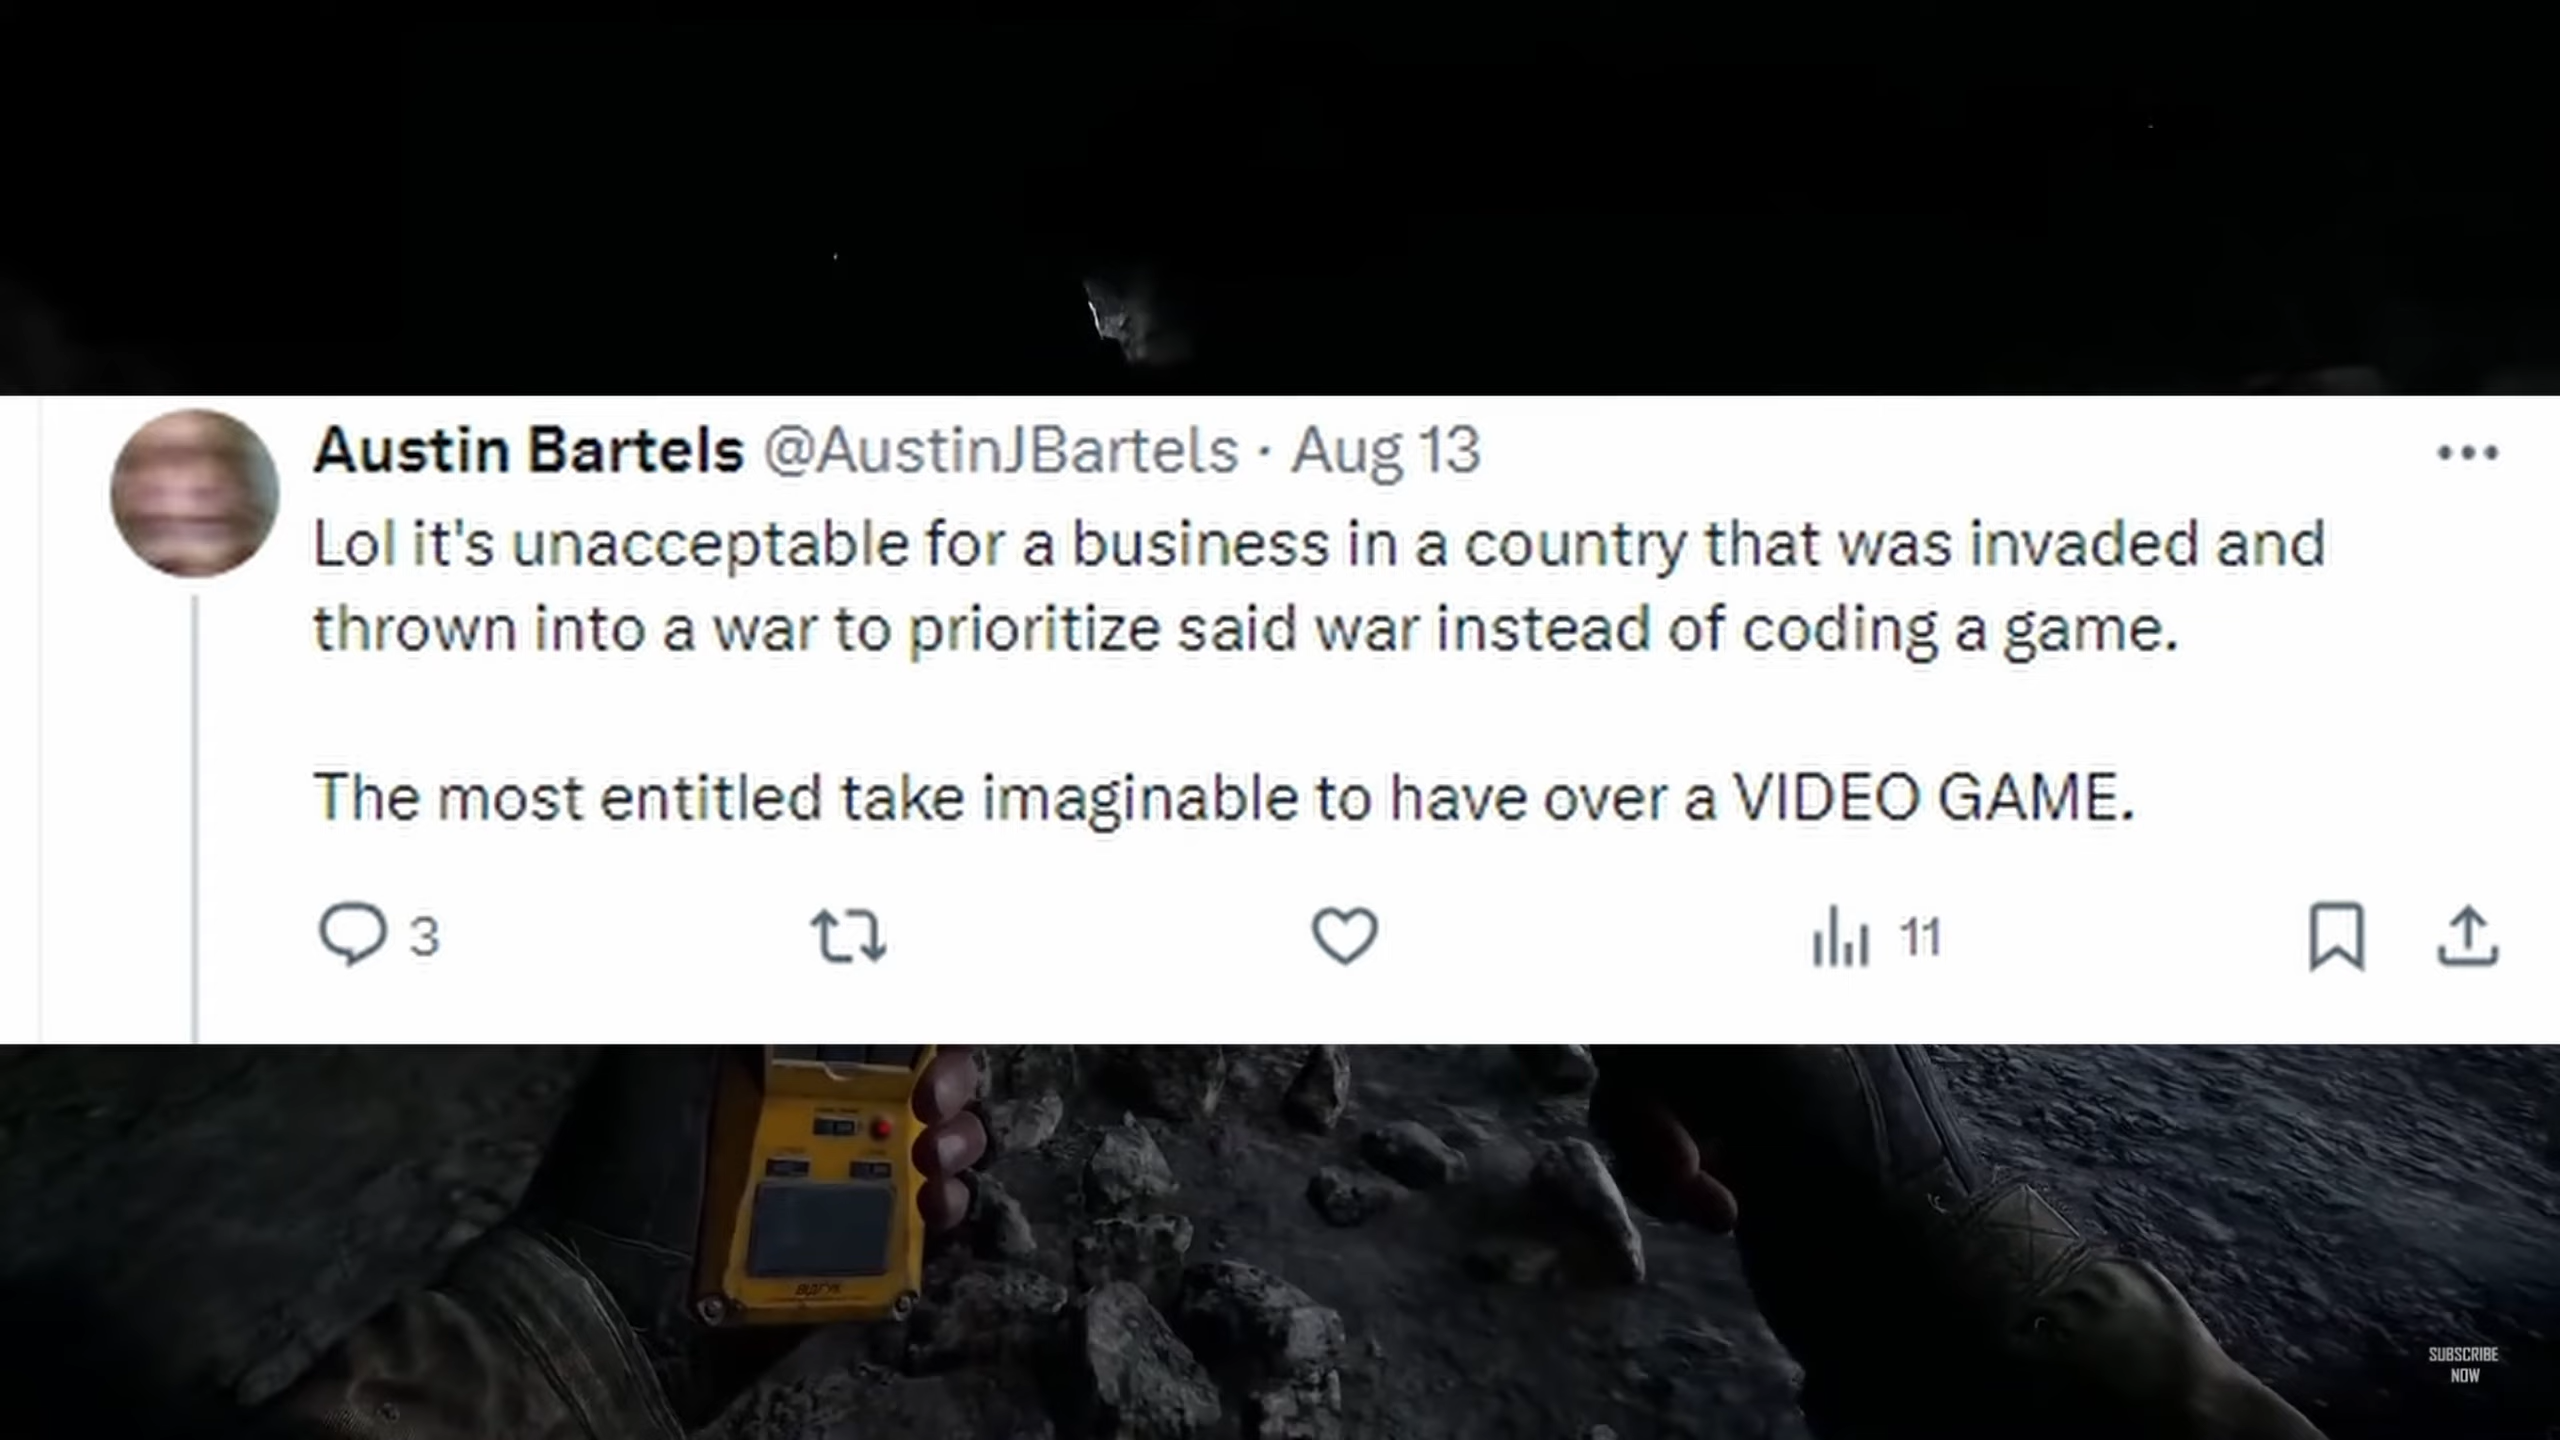 Austin Bartels @AustinJBartels · Aug 13
Lol it's unacceptable for a business in a country that was invaded and
thrown into a war to prioritize said war instead of coding a game.
The most entitled take imaginable to have over a VIDEO GAME.
3 11
ВІДГУК
SUBSCRIBE
NOW